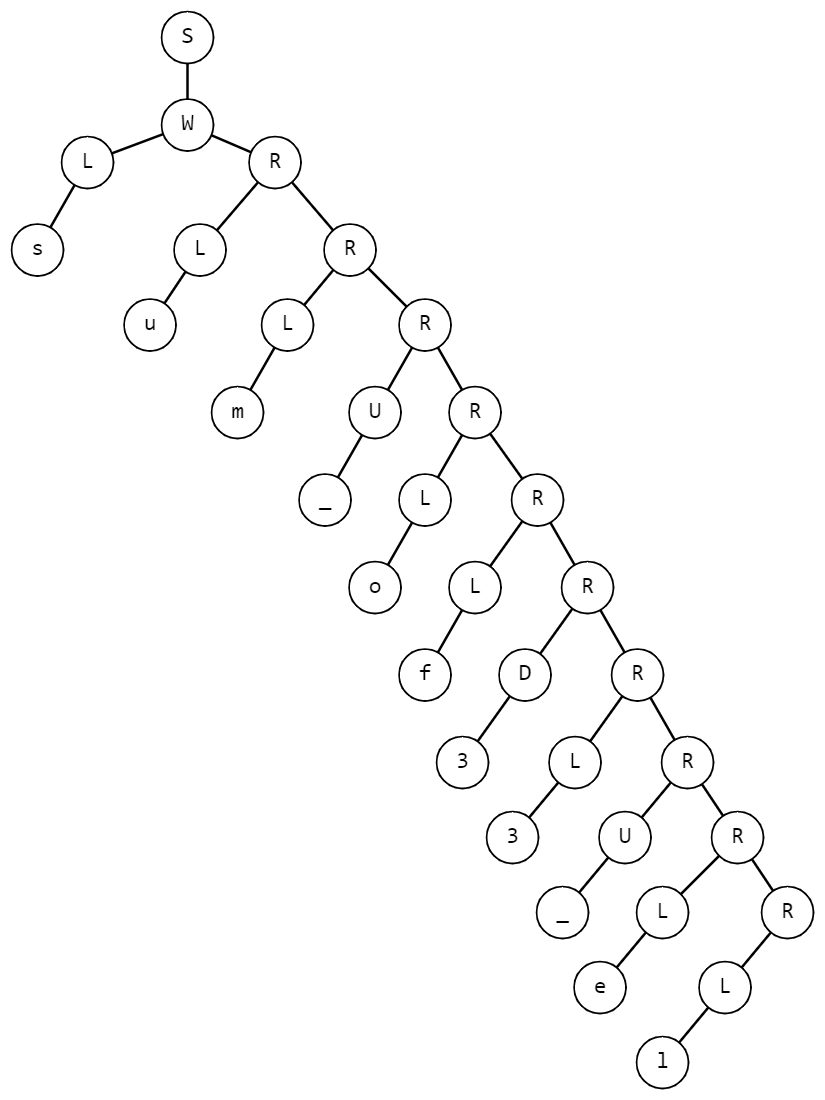 S
W
L R
s L R
u L R
m U R
_ L R
o L R
f D R
3 L R
3 U R
_ L R
e L
l